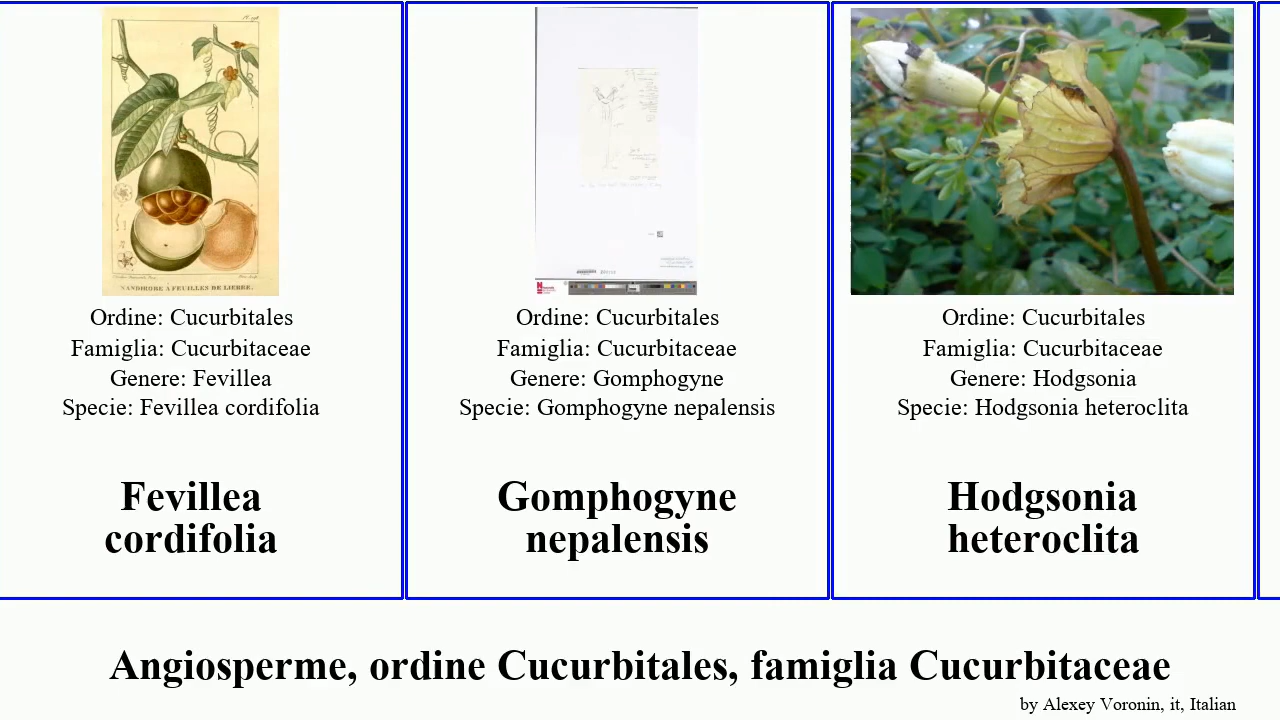 NANDIROBE A FEUILLES DE LIERRE.
Ordine: Cucurbitales
Famiglia: Cucurbitaceae
Genere: Fevillea
Specie: Fevillea cordifolia
Fevillea
cordifolia
Ordine: Cucurbitales
Famiglia: Cucurbitaceae
Genere: Gomphogyne
Specie: Gomphogyne nepalensis
Gomphogyne
nepalensis
Ordine: Cucurbitales
Famiglia: Cucurbitaceae
Genere: Hodgsonia
Specie: Hodgsonia heteroclita
Hodgsonia
heteroclita
Angiosperme, ordine Cucurbitales, famiglia Cucurbitaceae
by Alexey Voronin, it, Italian